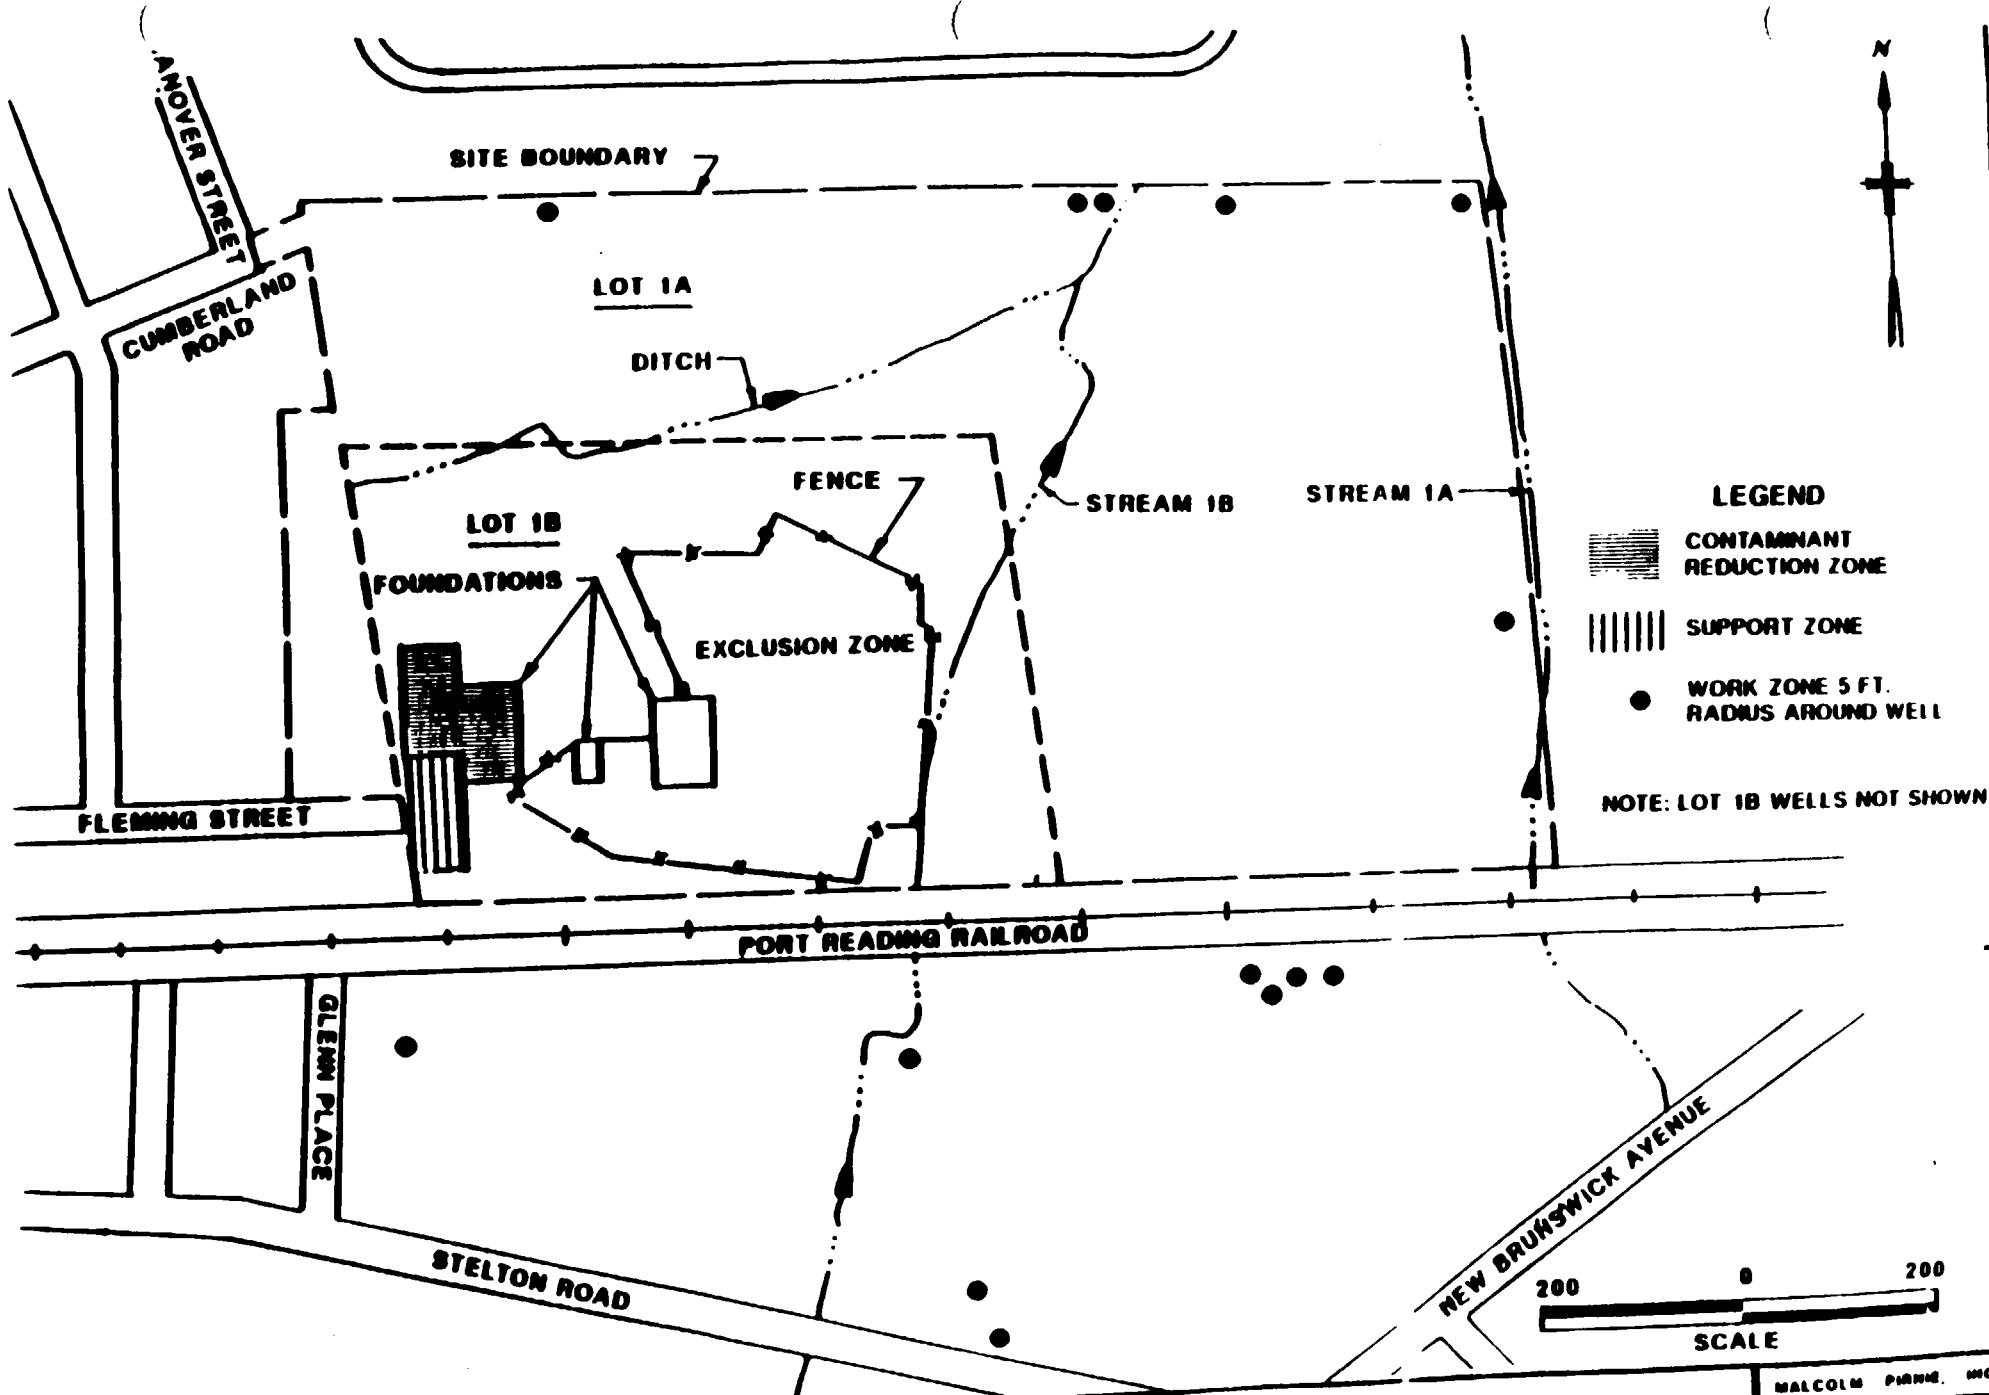 ANOVER STREET
N
SITE BOUNDARY
LOT 1A
CUMBERLAND
ROAD
DITCH
FENCE
STREAM 1B
STREAM 1A
LEGEND
LOT 1B
CONTAMINANT
REDUCTION ZONE
FOUNDATIONS
EXCLUSION ZONE
SUPPORT ZONE
WORK ZONE 5 FT.
RADIUS AROUND WELL
NOTE: LOT 1B WELLS NOT SHOWN
FLEMING STREET
PORT READING RAILROAD
GLENN PLACE
NEW BRUNSWICK AVENUE
STELTON ROAD
200 0 200
SCALE
MALCOLM PIRNIE, INC